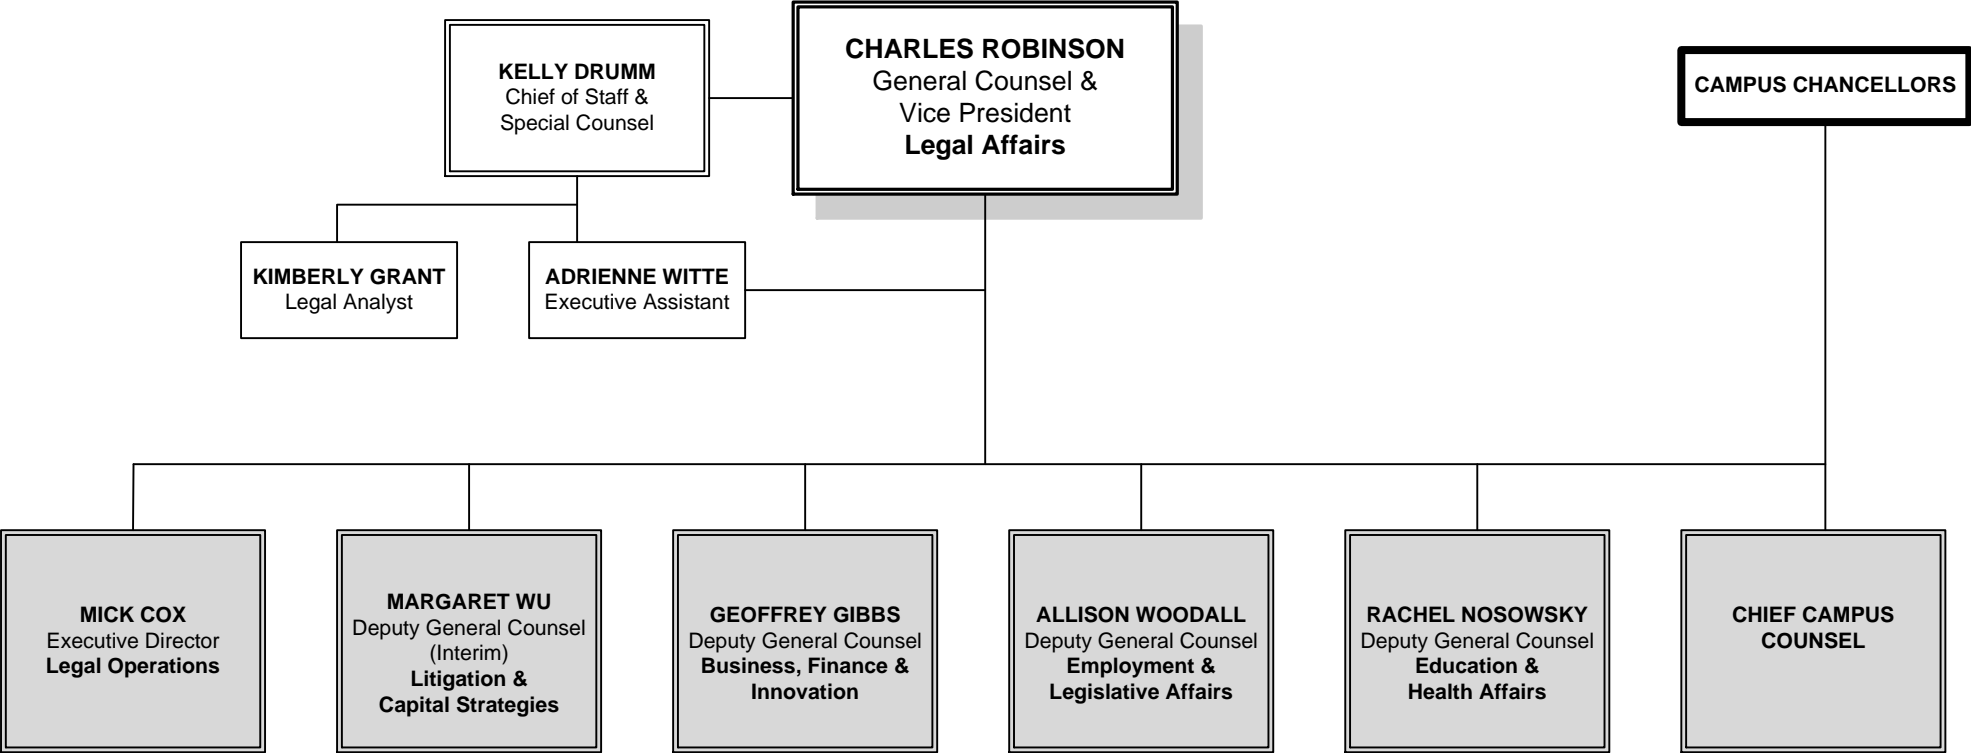 KELLY DRUMM
Chief of Staff &
Special Counsel
CHARLES ROBINSON
General Counsel &
Vice President
Legal Affairs
CAMPUS CHANCELLORS
KIMBERLY GRANT
Legal Analyst
ADRIENNE WITTE
Executive Assistant
MICK COX
Executive Director
Legal Operations
MARGARET WU
Deputy General Counsel
(Interim)
Litigation &
Capital Strategies
GEOFFREY GIBBS
Deputy General Counsel
Business, Finance &
Innovation
ALLISON WOODALL
Deputy General Counsel
Employment &
Legislative Affairs
RACHEL NOSOWSKY
Deputy General Counsel
Education &
Health Affairs
CHIEF CAMPUS
COUNSEL